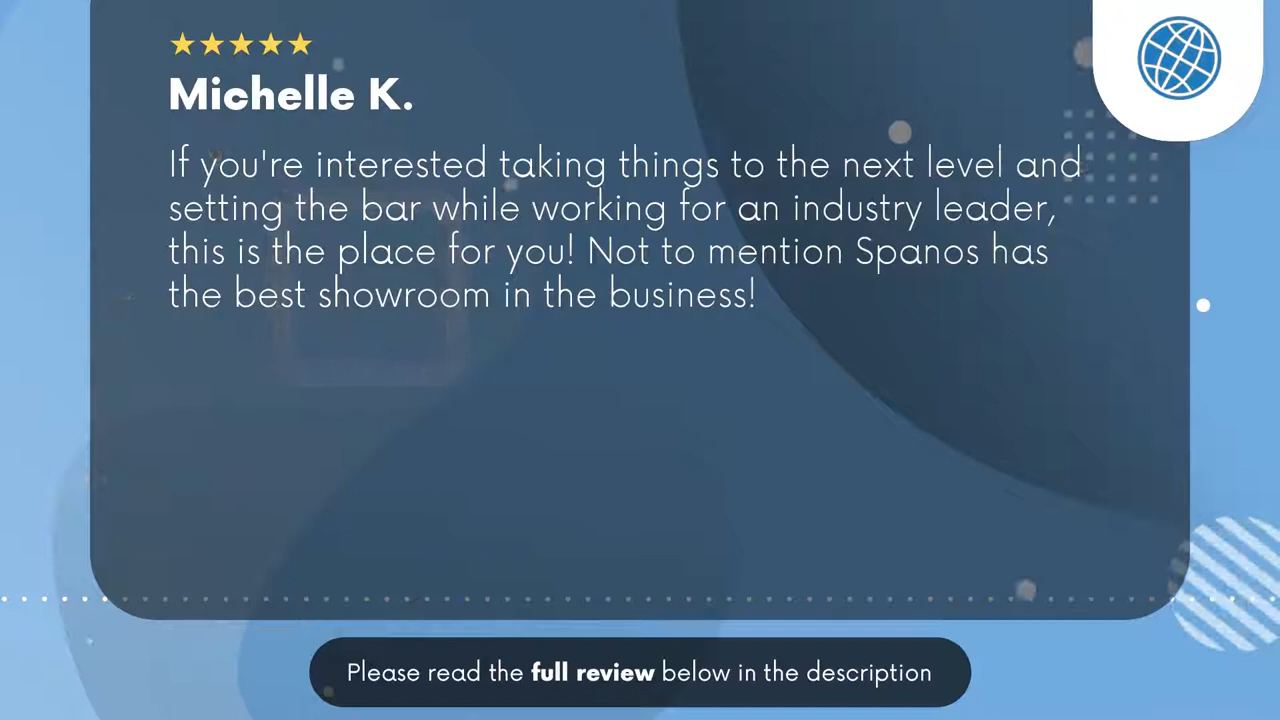 Michelle K.
If you're interested taking things to the next level and
setting the bar while working for an industry leader,
this is the place for you! Not to mention Spanos has
the best showroom in the business!
Please read the full review below in the description